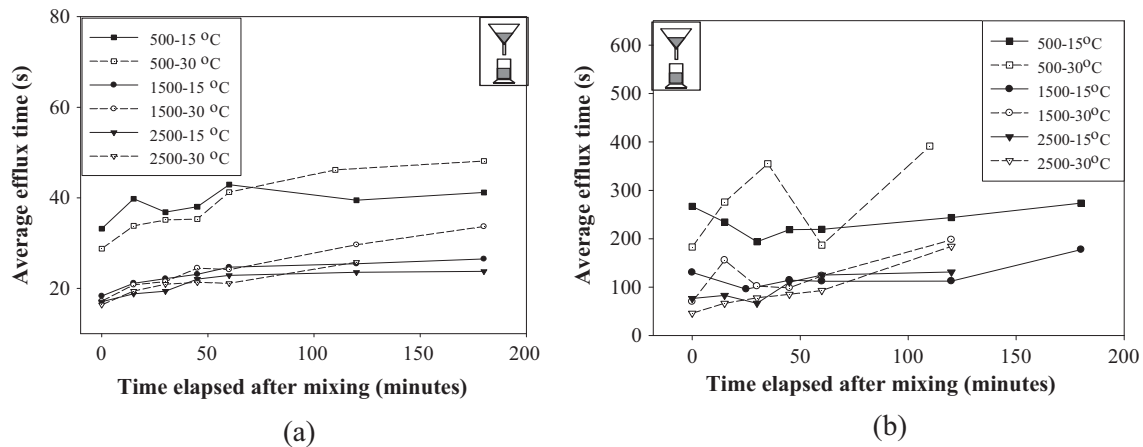 80
60
40
20
0 50 100 150 200
Average efflux time (s)
Time elapsed after mixing (minutes)
500-15 ºC
500-30 ºC
1500-15 ºC
1500-30 ºC
2500-15 ºC
2500-30 ºC
(a)
600
500
400
300
200
100
0
0 50 100 150 200
Average efflux time (s)
Time elapsed after mixing (minutes)
500-15ºC
500-30ºC
1500-15ºC
1500-30ºC
2500-15ºC
2500-30ºC
(b)